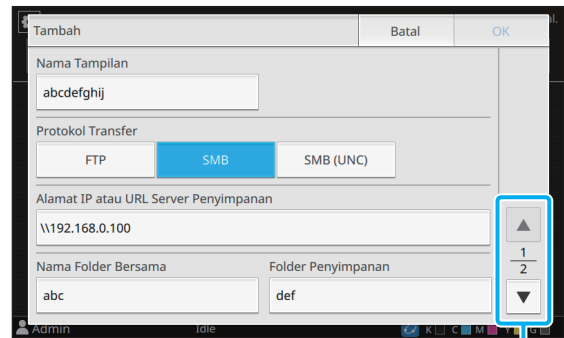 Tambah Batal OK
Nama Tampilan
abcdefghij
Protokol Transfer
FTP SMB SMB (UNC)
Alamat IP atau URL Server Penyimpanan
\\192.168.0.100
1
2
Nama Folder Bersama Folder Penyimpanan
abc def
Admin Idle K C M Y G